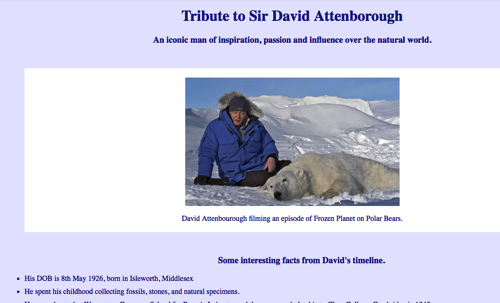 Tribute to Sir David Attenborough
An iconic man of inspiration, passion and influence over the natural world.
David Attenbourough filming an episode of Frozen Planet on Polar Bears.
Some interesting facts from David's timeline.
His DOB is 8th May 1926, born in Isleworth, Middlesex
He spent his childhood collecting fossils, stones, and natural specimens.